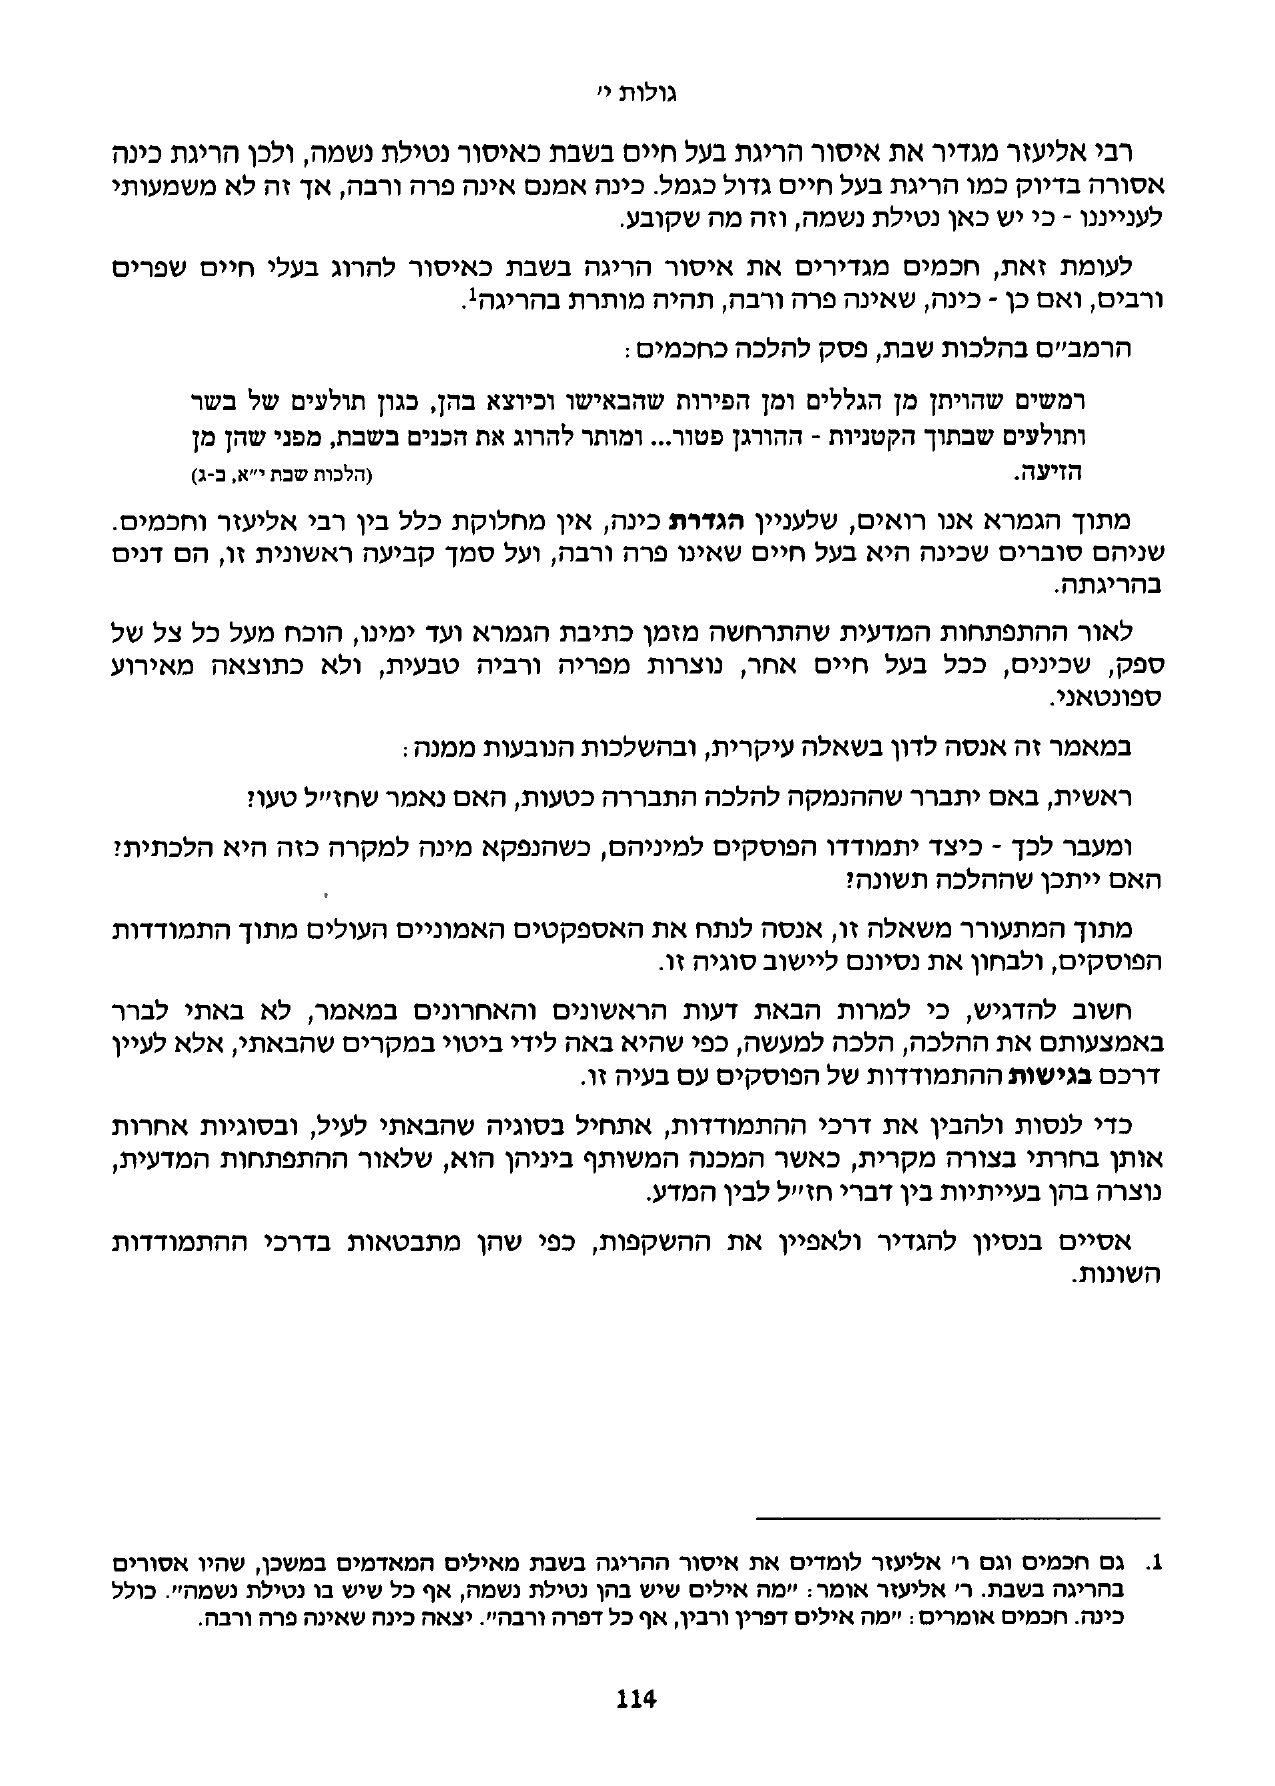 גולות י'
רבי אליעזר מגדיר את איסור הריגת בעל חיים בשבת כאיסור נטילת נשמה, ולכן הריגת כינה
אסורה בדיוק כמו הריגת בעל חיים גדול כגמל. כינה אמנם אינה פרה ורבה, אך זה לא משמעותי
לענייננו - כי יש כאן נטילת נשמה, וזה מה שקובע.
לעומת זאת, חכמים מגדירים את איסור הריגה בשבת כאיסור להרוג בעלי חיים שפרים
ורבים, ואם כן - כינה, שאינה פרה ורבה, תהיה מותרת בהריגה1.
הרמב"ם בהלכות שבת, פסק להלכה כחכמים:
רמשים שהויתן מן הגללים ומן הפירות שהבאישו וכיוצא בהן, כגון תולעים של בשר
ותולעים שבתוך הקטניות - ההורגן פטור... ומותר להרוג את הכנים בשבת, מפני שהן מן
הזיעה. (הלכות שבת י"א, ב-ג)
מתוך הגמרא אנו רואים, שלעניין הגדרת כינה, אין מחלוקת כלל בין רבי אליעזר וחכמים.
שניהם סוברים שכינה היא בעל חיים שאינו פרה ורבה, ועל סמך קביעה ראשונית זו, הם דנים
בהריגתה.
לאור ההתפתחות המדעית שהתרחשה מזמן כתיבת הגמרא ועד ימינו, הוכח מעל כל צל של
ספק, שכינים, ככל בעל חיים אחר, נוצרות מפריה ורביה טבעית, ולא כתוצאה מאירוע
ספונטאני.
במאמר זה אנסה לדון בשאלה עיקרית, ובהשלכות הנובעות ממנה:
ראשית, באם יתברר שההנמקה להלכה התבררה כטעות, האם נאמר שחז"ל טעו?
ומעבר לכך - כיצד יתמודדו הפוסקים למיניהם, כשהנפקא מינה למקרה כזה היא הלכתית?
האם ייתכן שההלכה תשונה?
מתוך המתעורר משאלה זו, אנסה לנתח את האספקטים האמוניים העולים מתוך התמודדות
הפוסקים, ולבחון את נסיונם ליישוב סוגיה זו.
חשוב להדגיש, כי למרות הבאת דעות הראשונים והאחרונים במאמר, לא באתי לברר
באמצעותם את ההלכה, הלכה למעשה, כפי שהיא באה לידי ביטוי במקרים שהבאתי, אלא לעיין
דרכם בגישות ההתמודדות של הפוסקים עם בעיה זו.
כדי לנסות ולהבין את דרכי ההתמודדות, אתחיל בסוגיה שהבאתי לעיל, ובסוגיות אחרות
אותן בחרתי בצורה מקרית, כאשר המכנה המשותף ביניהן הוא, שלאור ההתפתחות המדעית,
נוצרה בהן בעייתיות בין דברי חז"ל לבין המדע.
אסיים בנסיון להגדיר ולאפיין את ההשקפות, כפי שהן מתבטאות בדרכי ההתמודדות
השונות.
1. גם חכמים וגם ר' אליעזר לומדים את איסור ההריגה בשבת מאילים המאדמים במשכן, שהיו אסורים
בהריגה בשבת. ר' אליעזר אומר: "מה אילים שיש בהן נטילת נשמה, אף כל שיש בו נטילת נשמה". כולל
כינה. חכמים אומרים: "מה אילים דפרין ורבין, אף כל דפרה ורבה". יצאה כינה שאינה פרה ורבה.
114